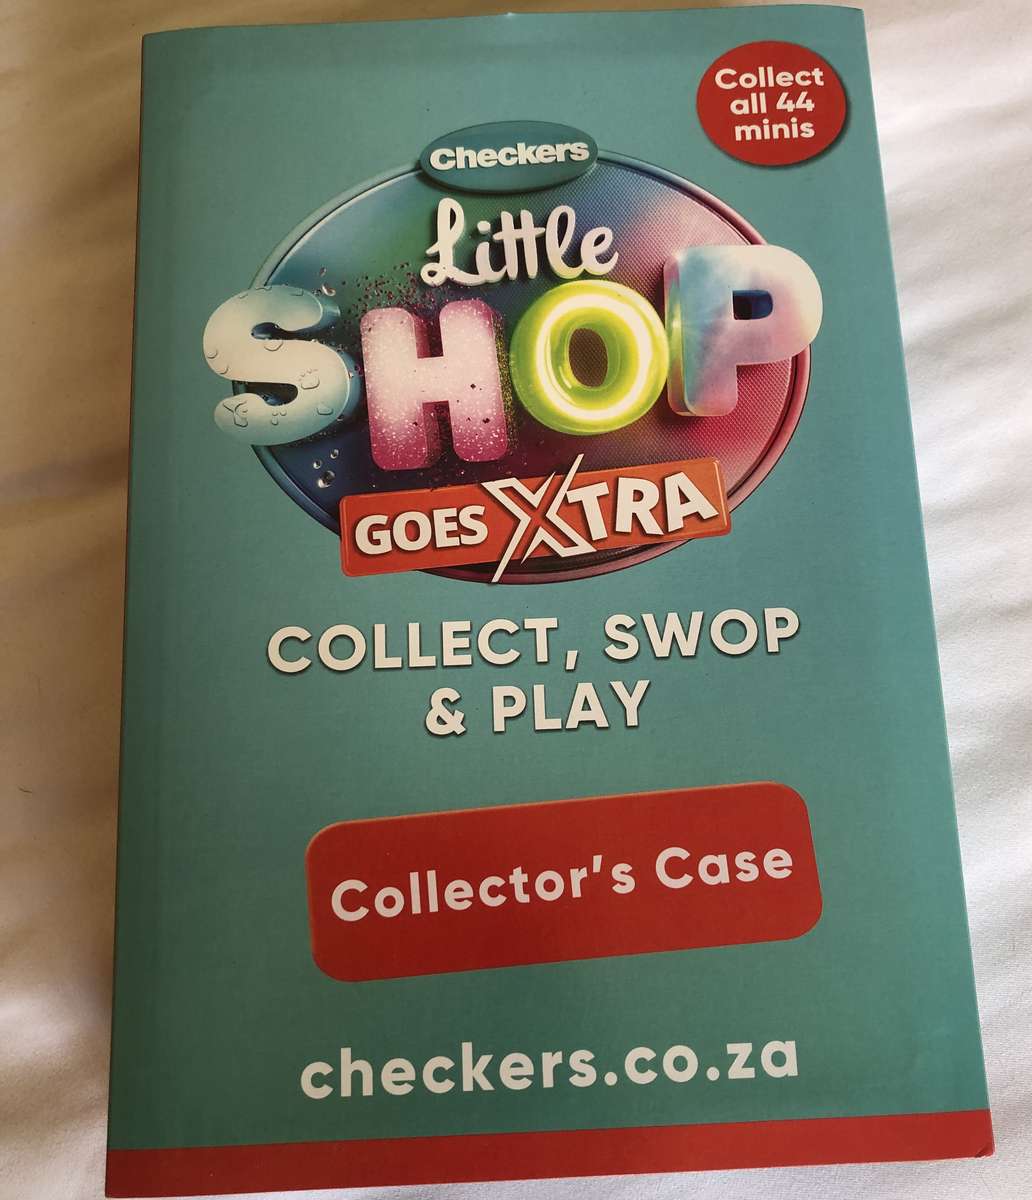 Collect
all 44
minis
Checkers
Little
SHOP
GOES XTRA
COLLECT, SWOP
& PLAY
Collector's Case
checkers.co.za